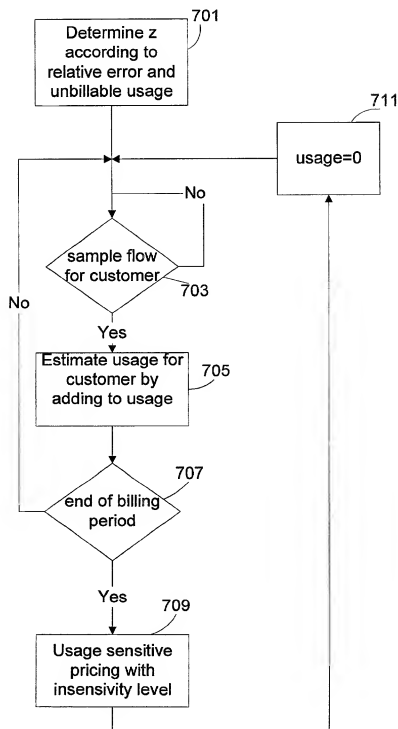 701
Determine z
according to
relative error and
unbillable usage
711
usage=0
No
sample flow
for customer
703
No
Yes
Estimate usage for
customer by
adding to usage
705
707
end of billing
period
Yes
709
Usage sensitive
pricing with
insensivity level